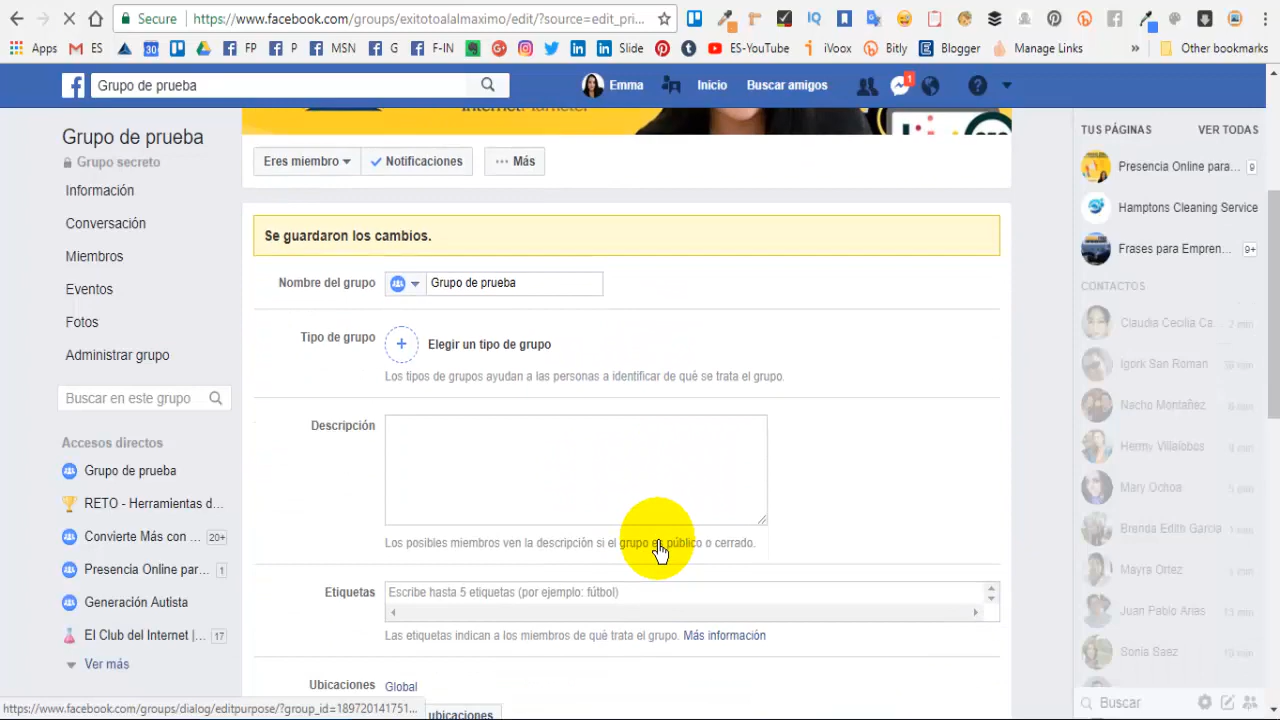 Secure https://www.facebook.com/groups/exitotoalalmaximo/edit/?source=edit_pri...
Apps ES FP P MSN G F-IN Slide ES-YouTube iVoox Bitly Blogger Manage Links » Other bookmarks
Grupo de prueba Emma Inicio Buscar amigos 1
Grupo de prueba
Grupo secreto
Información
Conversación
Miembros
Eventos
Fotos
Administrar grupo
Buscar en este grupo
Accesos directos
Grupo de prueba
RETO - Herramientas d...
Convierte Más con ... 20+
Presencia Online par... 1
Generación Autista
El Club del Internet |... 17
Ver más
Internet Marketer
Eres miembro Notificaciones ··· Más
Se guardaron los cambios.
Nombre del grupo Grupo de prueba
Tipo de grupo + Elegir un tipo de grupo
Los tipos de grupos ayudan a las personas a identificar de qué se trata el grupo.
Descripción
Los posibles miembros ven la descripción si el grupo es público o cerrado.
Etiquetas Escribe hasta 5 etiquetas (por ejemplo: fútbol)
Las etiquetas indican a los miembros de qué trata el grupo. Más información
Ubicaciones Global
ubicaciones
TUS PÁGINAS VER TODAS
Presencia Online para... 9
Hamptons Cleaning Service
Frases para Empren... 9+
CONTACTOS
Claudia Cecilia Ca... 2 min
Igork San Roman
Nacho Montañez
Hermy Villalobos
Mary Ochoa 5 min
Brenda Edith Garcia
Mayra Ortez
Juan Pablo Arias 13 min
Sonia Saez
Buscar
https://www.facebook.com/groups/dialog/editpurpose/?group_id=189720141751...